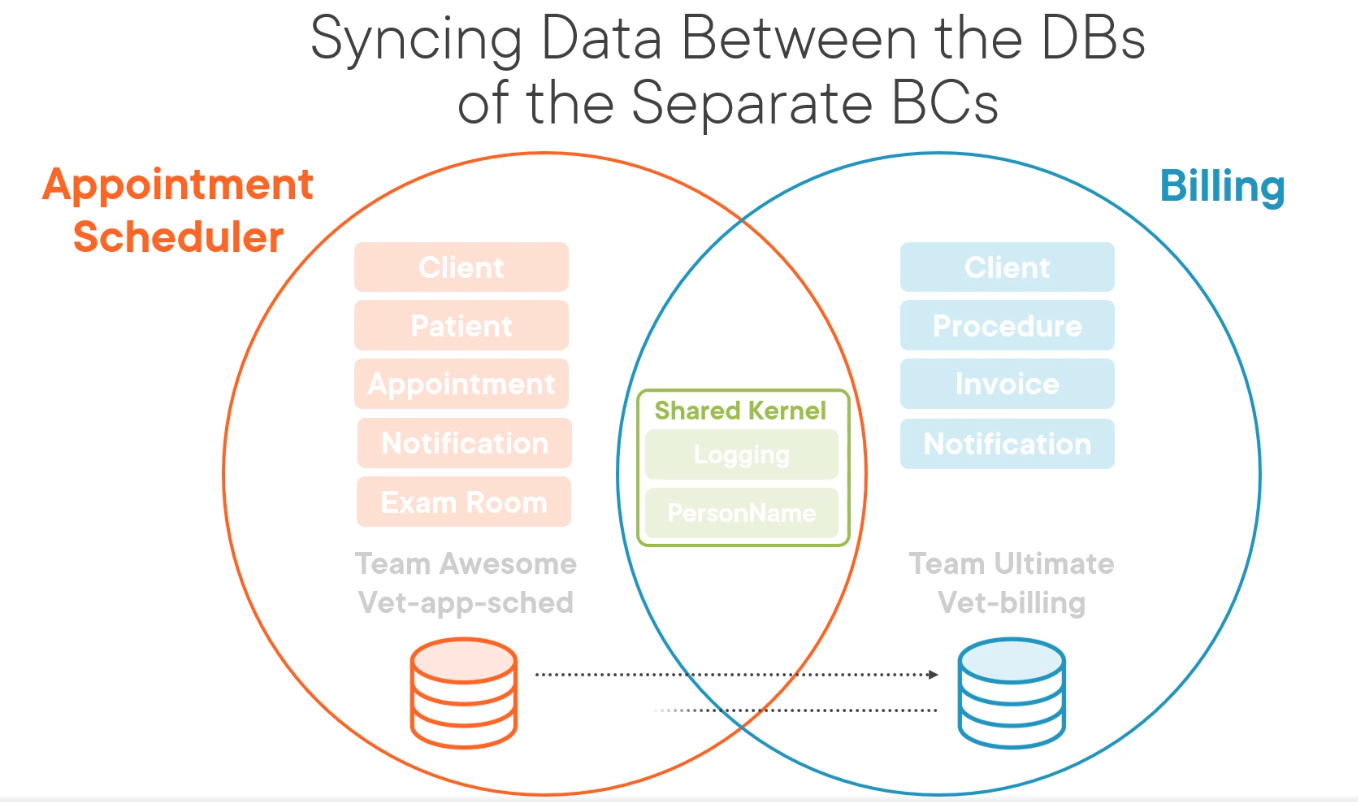 Syncing Data Between the DBs
of the Separate BCs
Appointment
Scheduler
Billing
Client
Patient
Appointment
Notification
Exam Room
Team Awesome
Vet-app-sched
Shared Kernel
Logging
PersonName
Client
Procedure
Invoice
Notification
Team Ultimate
Vet-billing